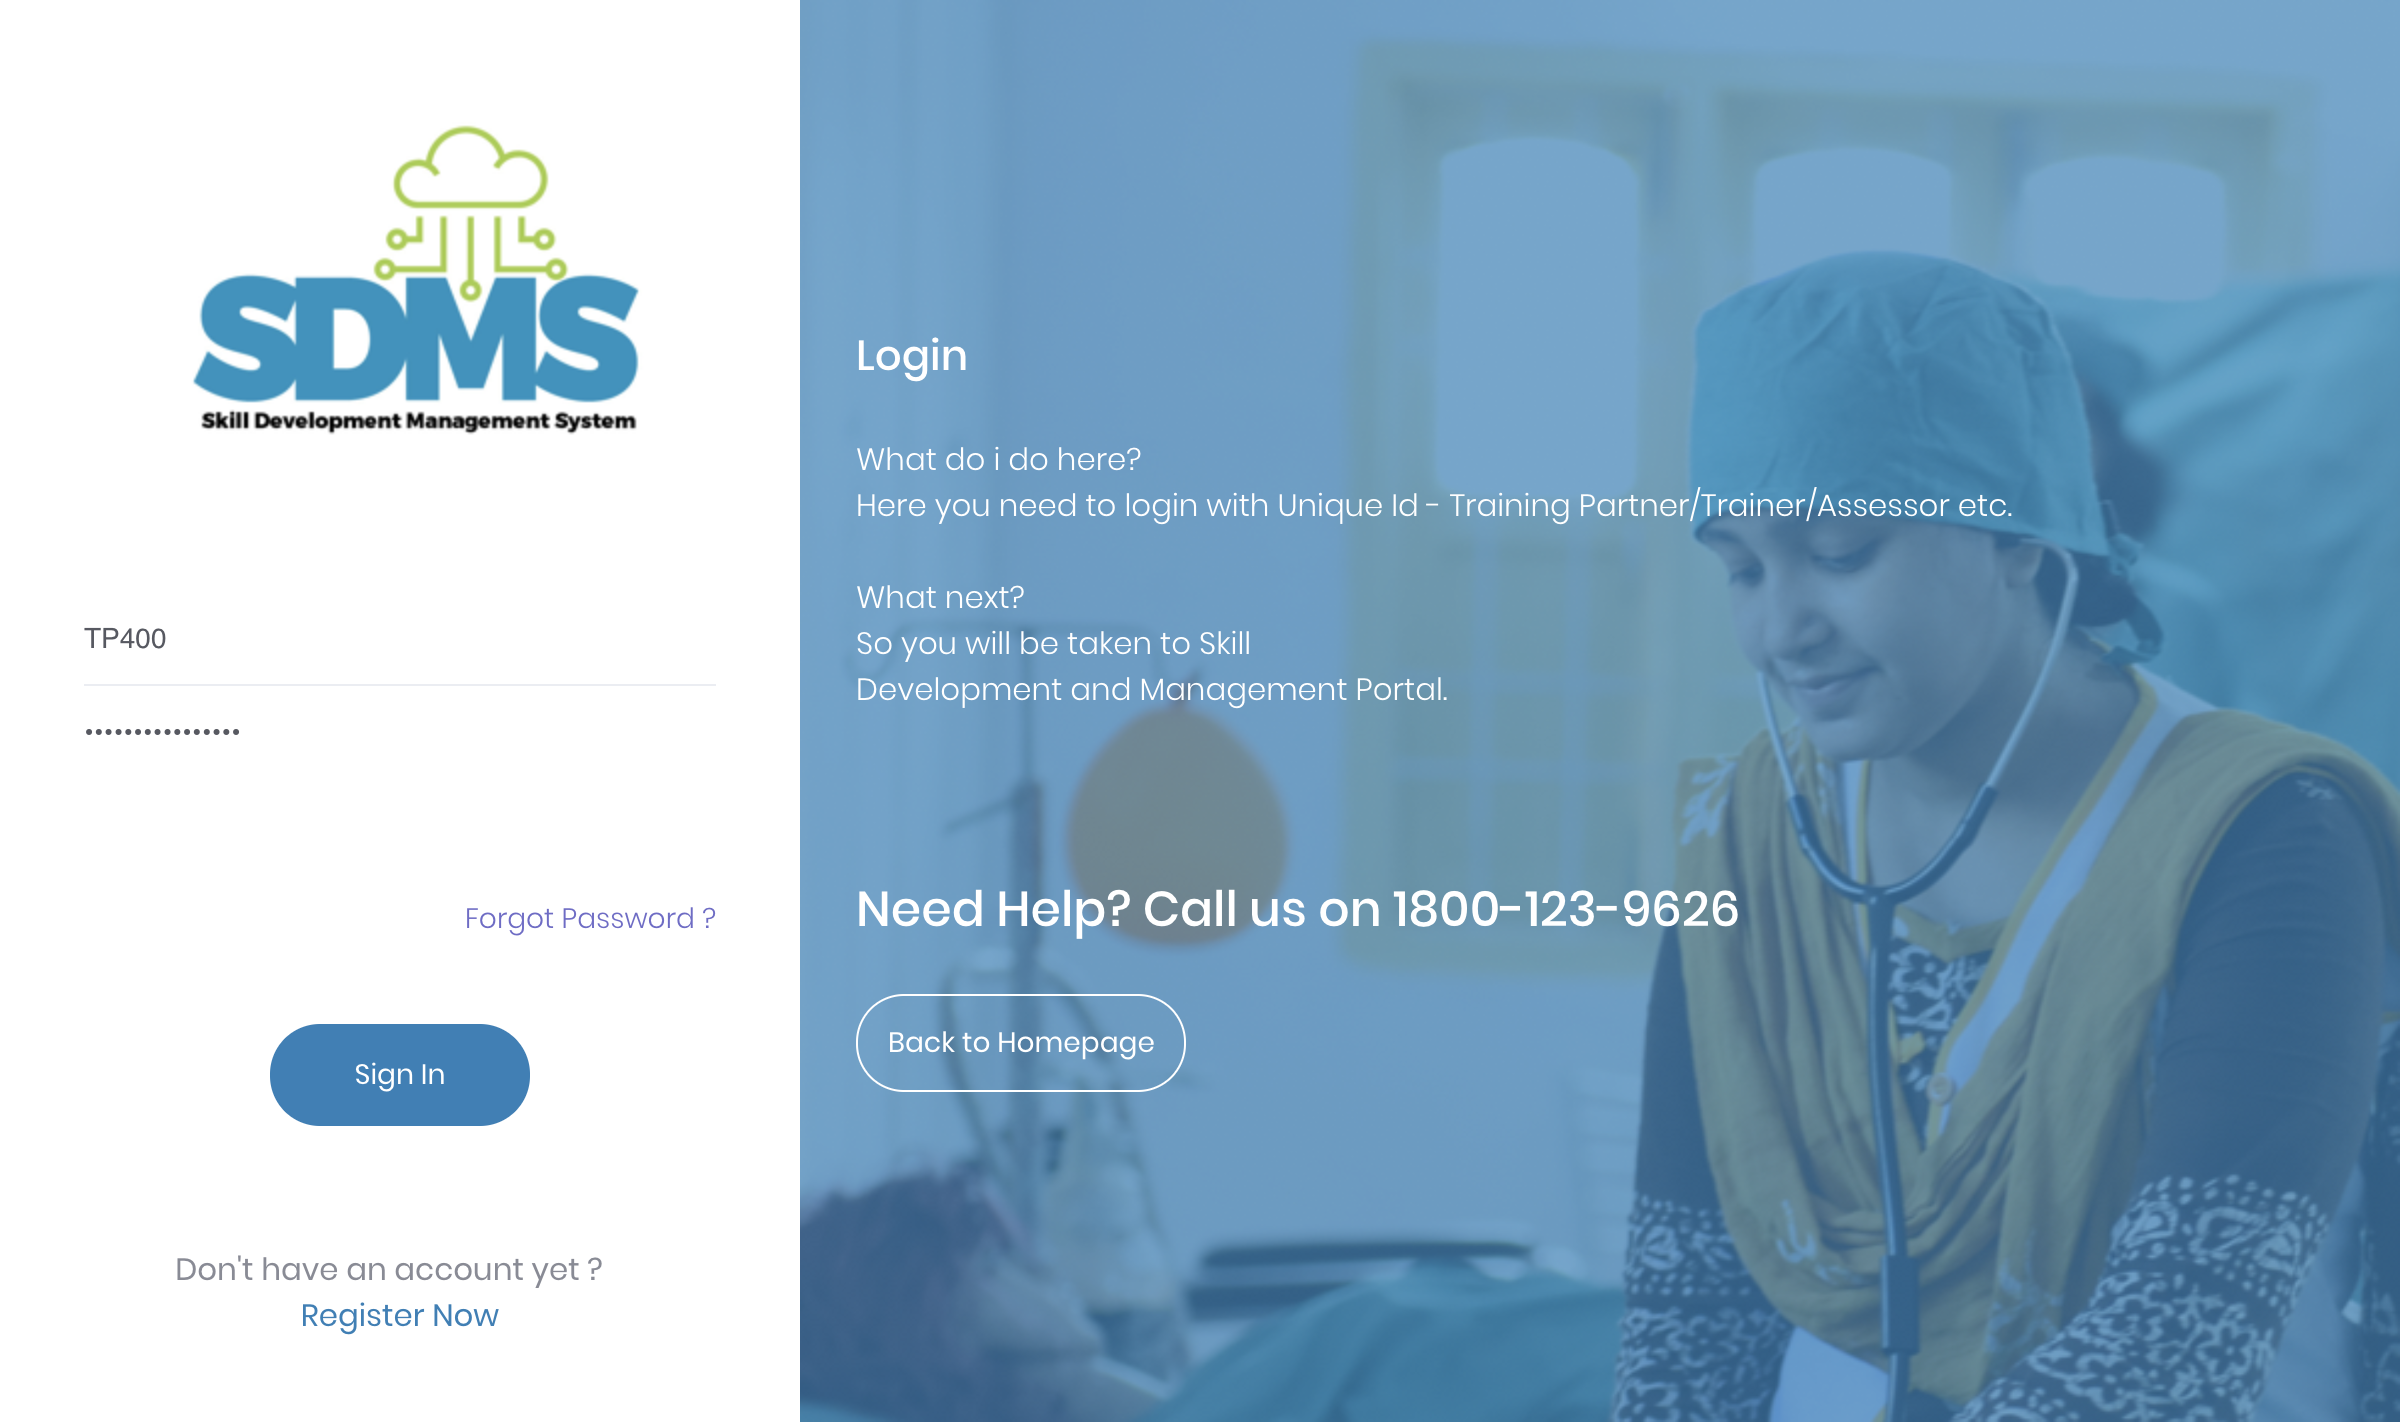 SDMS
Skill Development Management System
TP400
••••••••••••••••
Forgot Password ?
Sign In
Don't have an account yet ?
Register Now
Login
What do i do here?
Here you need to login with Unique Id - Training Partner/Trainer/Assessor etc.
What next?
So you will be taken to Skill
Development and Management Portal.
Need Help? Call us on 1800-123-9626
Back to Homepage